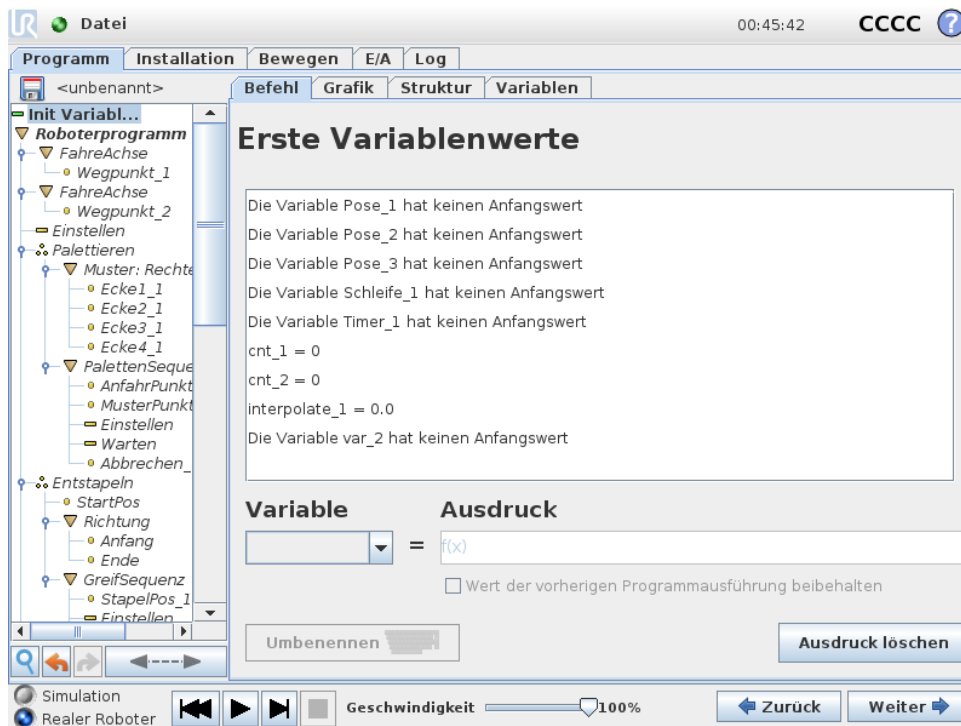 UR Datei 00:45:42 CCCC ?
Programm Installation Bewegen E/A Log
<unbenannt> Befehl Grafik Struktur Variablen
Init Variabl...
Roboterprogramm
FahreAchse
Wegpunkt_1
FahreAchse
Wegpunkt_2
Einstellen
Palettieren
Muster: Rechte
Ecke1_1
Ecke2_1
Ecke3_1
Ecke4_1
PalettenSeque
AnfahrPunkt
MusterPunkt
Einstellen
Warten
Abbrechen_
Entstapeln
StartPos
Richtung
Anfang
Ende
GreifSequenz
StapelPos_1
Einstellen
Erste Variablenwerte
Die Variable Pose_1 hat keinen Anfangswert
Die Variable Pose_2 hat keinen Anfangswert
Die Variable Pose_3 hat keinen Anfangswert
Die Variable Schleife_1 hat keinen Anfangswert
Die Variable Timer_1 hat keinen Anfangswert
cnt_1 = 0
cnt_2 = 0
interpolate_1 = 0.0
Die Variable var_2 hat keinen Anfangswert
Variable Ausdruck
= f(x)
Wert der vorherigen Programmausführung beibehalten
Umbenennen Ausdruck löschen
Simulation
Realer Roboter
Geschwindigkeit 100% Zurück Weiter